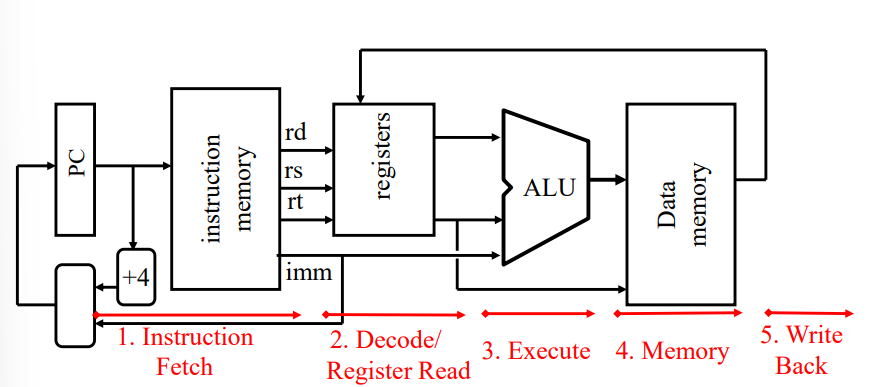 PC
+4
instruction
memory
rd
rs
rt
imm
registers
ALU
Data
memory
1. Instruction
Fetch
2. Decode/
Register Read
3. Execute
4. Memory
5. Write
Back